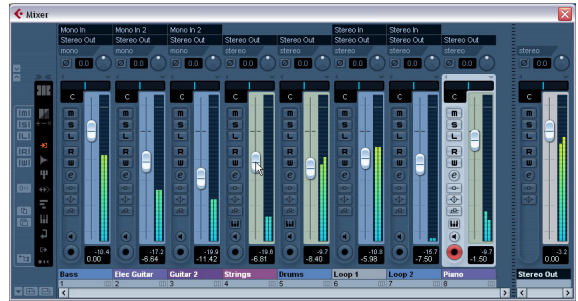 Mixer
Mono In Mono In 2 Mono In 2 Stereo In Stereo In
Stereo Out Stereo Out Stereo Out Stereo Out Stereo Out Stereo Out Stereo Out Stereo Out
mono mono mono stereo stereo stereo stereo stereo stereo
0.0 0.0 0.0 0.0 0.0 0.0 0.0 0.0 0.0
C C C C C C C C C
m m m m m m m m m
S S S S S S S S S
L L L L L L L L
R R R R R R R R R
W W W W W W W W W
e e e e e e e e e
-10.4 -17.2 -19.9 -19.6 -9.7 -10.8 -15.7 -9.7 -3.2
0.00 -6.64 -11.42 -6.81 -8.40 -5.98 -7.50 -1.50 0.00
Bass Elec Guitar Guitar 2 Strings Drums Loop 1 Loop 2 Piano Stereo Out
1 2 3 4 5 6 7 8